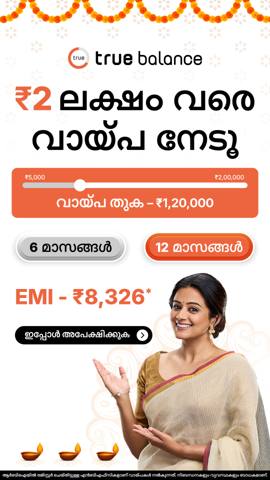 true true balance
₹2 ലക്ഷം വരെ
വായ്പ നേടൂ
₹5,000 ₹2,00,000
വായ്പ തുക – ₹1,20,000
6 മാസങ്ങൾ 12 മാസങ്ങൾ
EMI - ₹8,326*
ഇപ്പോൾ അപേക്ഷിക്കുക